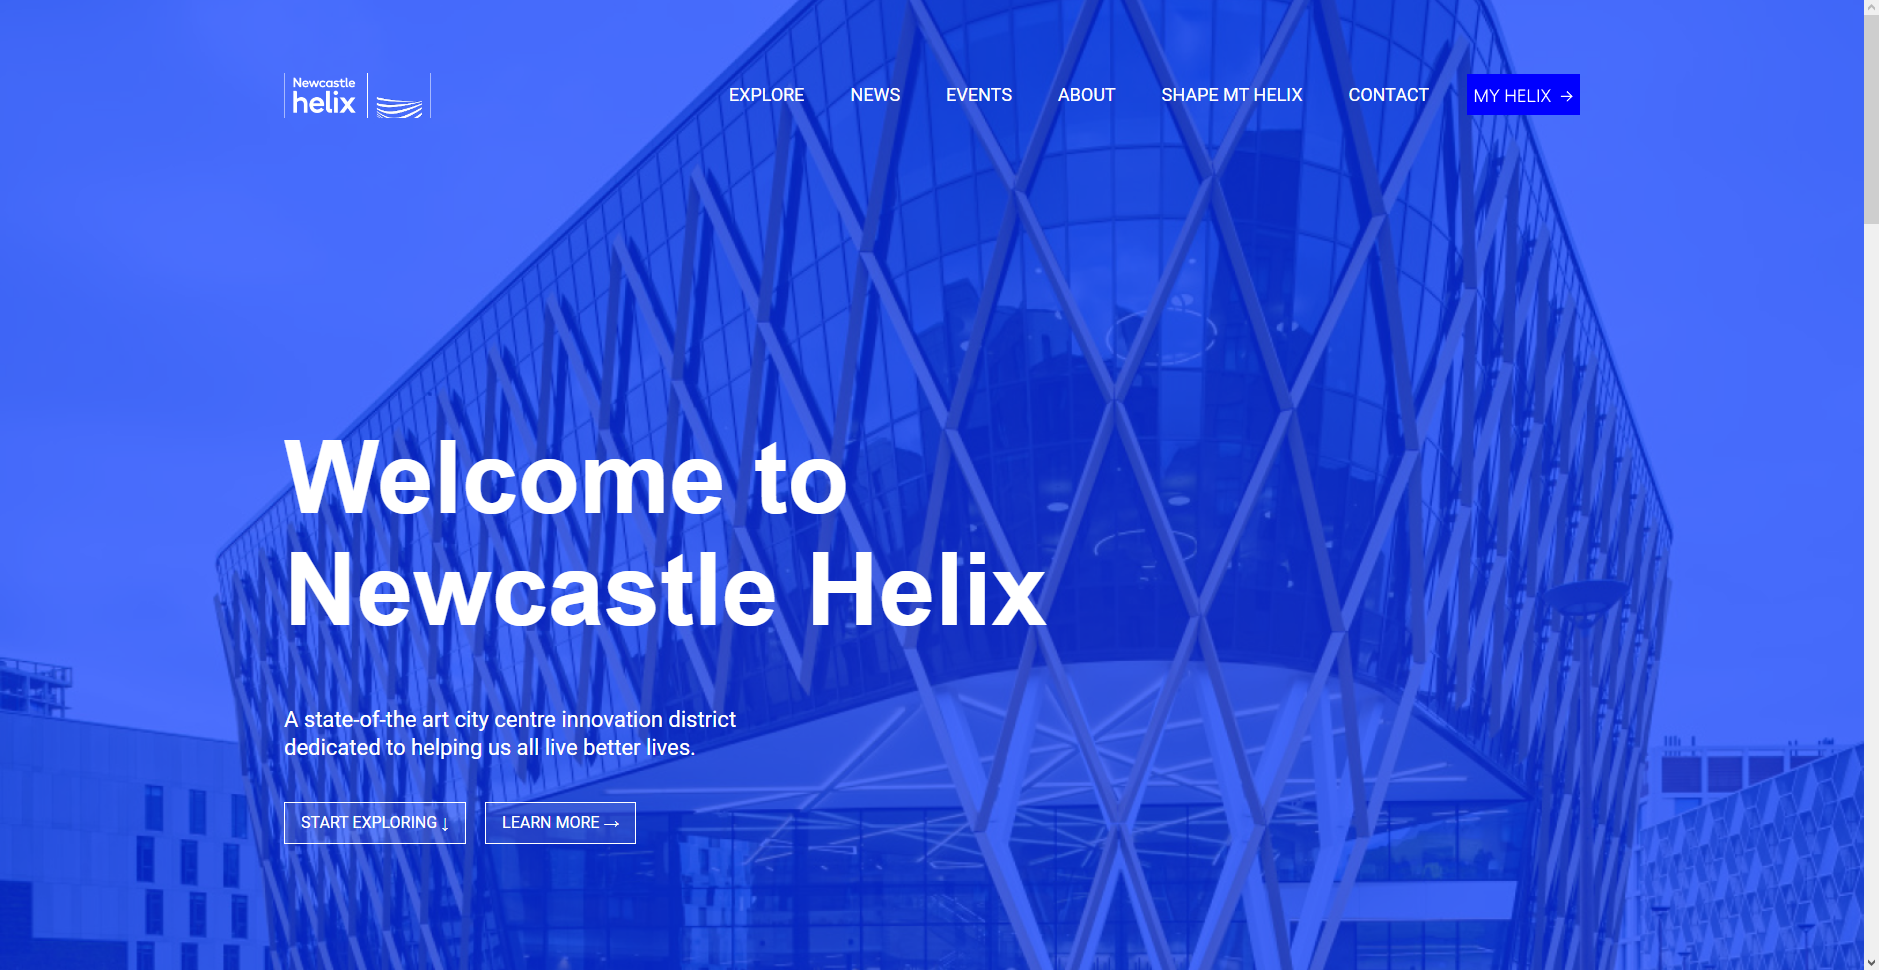 Newcastle
helix
EXPLORE
NEWS
EVENTS
ABOUT
SHAPE MT HELIX
CONTACT
MY HELIX →
Welcome to
Newcastle Helix
A state-of-the art city centre innovation district
dedicated to helping us all live better lives.
START EXPLORING ↓
LEARN MORE →